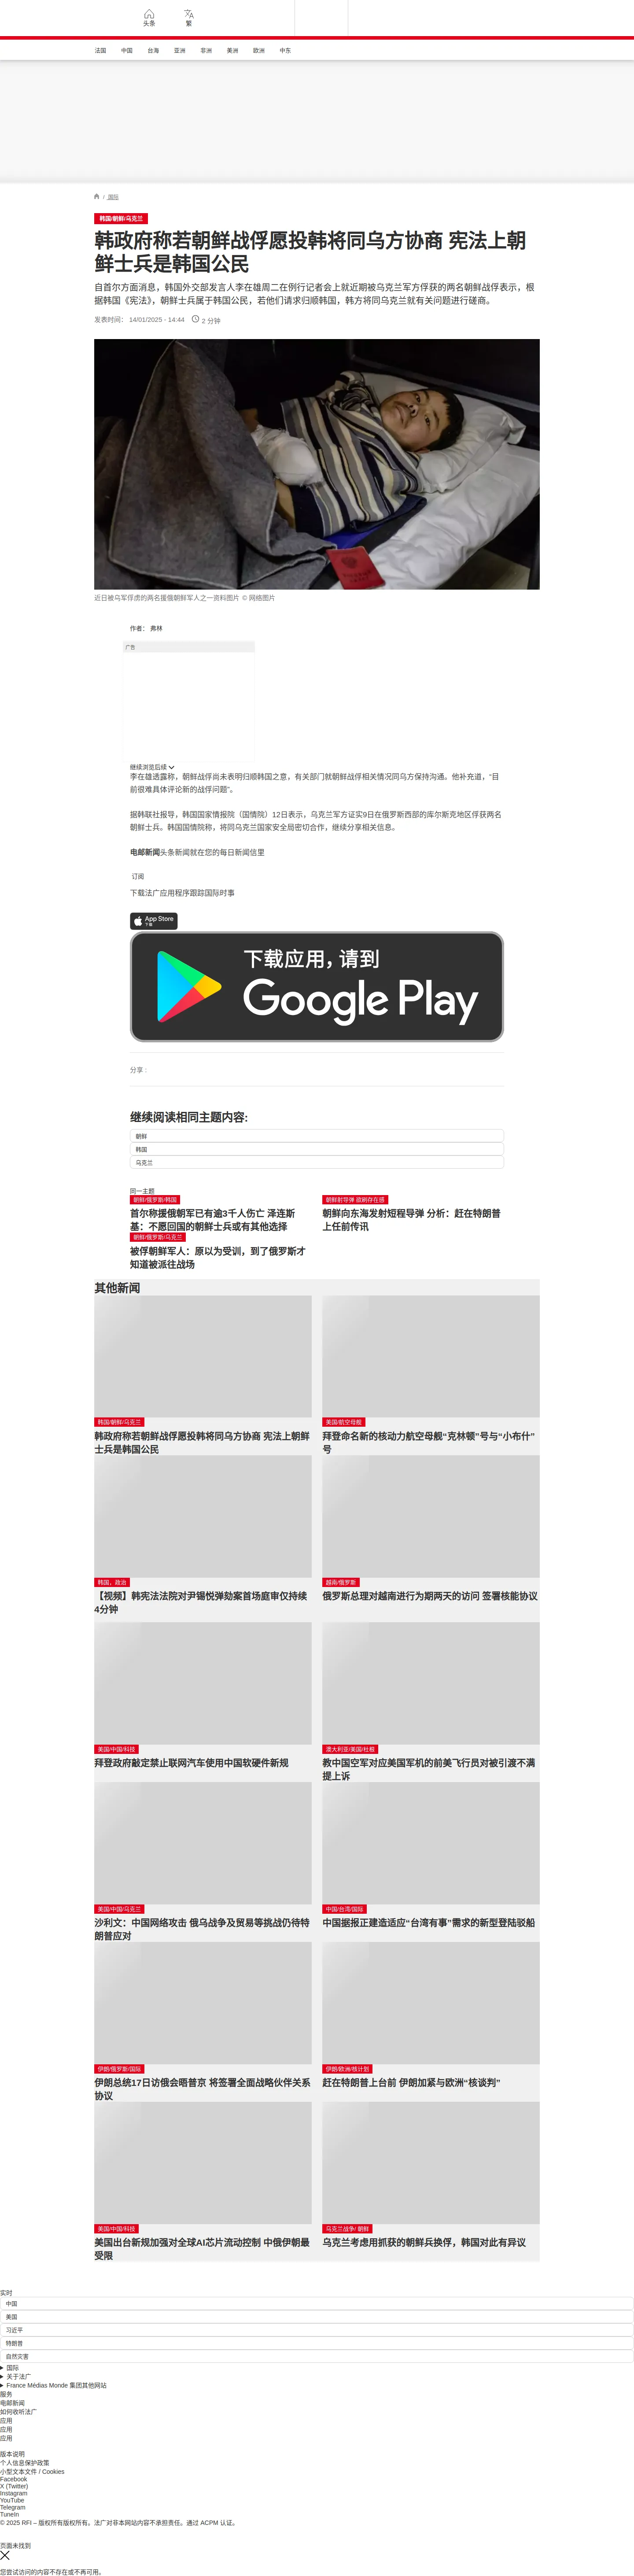 头条
繁
法国 中国 台海 亚洲 非洲 美洲 欧洲 中东
/ 国际
韩国/朝鲜/乌克兰
韩政府称若朝鲜战俘愿投韩将同乌方协商 宪法上朝
鲜士兵是韩国公民
自首尔方面消息，韩国外交部发言人李在雄周二在例行记者会上就近期被乌克兰军方俘获的两名朝鲜战俘表示，根
据韩国《宪法》，朝鲜士兵属于韩国公民，若他们请求归顺韩国，韩方将同乌克兰就有关问题进行磋商。
发表时间： 14/01/2025 - 14:44 2 分钟
近日被乌军俘虏的两名援俄朝鲜军人之一资料图片 © 网络图片
作者： 弗林
广告
继续浏览后续
李在雄透露称，朝鲜战俘尚未表明归顺韩国之意，有关部门就朝鲜战俘相关情况同乌方保持沟通。他补充道，“目
前很难具体评论新的战俘问题”。
据韩联社报导，韩国国家情报院（国情院）12日表示，乌克兰军方证实9日在俄罗斯西部的库尔斯克地区俘获两名
朝鲜士兵。韩国国情院称，将同乌克兰国家安全局密切合作，继续分享相关信息。
电邮新闻头条新闻就在您的每日新闻信里
订阅
下载法广应用程序跟踪国际时事
App Store
下载
下载应用，请到
Google Play
分享 :
继续阅读相同主题内容:
朝鲜
韩国
乌克兰
同一主题
朝鲜/俄罗斯/韩国
首尔称援俄朝军已有逾3千人伤亡 泽连斯
基：不愿回国的朝鲜士兵或有其他选择
朝鲜射导弹 欲刷存在感
朝鲜向东海发射短程导弹 分析：赶在特朗普
上任前传讯
朝鲜/俄罗斯/乌克兰
被俘朝鲜军人：原以为受训，到了俄罗斯才
知道被派往战场
其他新闻
韩国/朝鲜/乌克兰
韩政府称若朝鲜战俘愿投韩将同乌方协商 宪法上朝鲜
士兵是韩国公民
美国/航空母舰
拜登命名新的核动力航空母舰“克林顿”号与“小布什”
号
韩国，政治
【视频】韩宪法法院对尹锡悦弹劾案首场庭审仅持续
4分钟
越南/俄罗斯
俄罗斯总理对越南进行为期两天的访问 签署核能协议
美国/中国/科技
拜登政府敲定禁止联网汽车使用中国软硬件新规
澳大利亚/美国/杜根
教中国空军对应美国军机的前美飞行员对被引渡不满
提上诉
美国/中国/乌克兰
沙利文：中国网络攻击 俄乌战争及贸易等挑战仍待特
朗普应对
中国/台湾/国际
中国据报正建造适应“台湾有事”需求的新型登陆驳船
伊朗/俄罗斯/国际
伊朗总统17日访俄会晤普京 将签署全面战略伙伴关系
协议
伊朗/欧洲/核计划
赶在特朗普上台前 伊朗加紧与欧洲“核谈判”
美国/中国/科技
美国出台新规加强对全球AI芯片流动控制 中俄伊朝最
受限
乌克兰战争/ 朝鲜
乌克兰考虑用抓获的朝鲜兵换俘，韩国对此有异议
实时
中国
美国
习近平
特朗普
自然灾害
国际
关于法广
France Médias Monde 集团其他网站
服务
电邮新闻
如何收听法广
应用
应用
应用
版本说明
个人信息保护政策
小型文本文件 / Cookies
Facebook
X (Twitter)
Instagram
YouTube
Telegram
TuneIn
© 2025 RFI – 版权所有版权所有。法广对非本网站内容不承担责任。通过 ACPM 认证。
页面未找到
您尝试访问的内容不存在或不再可用。